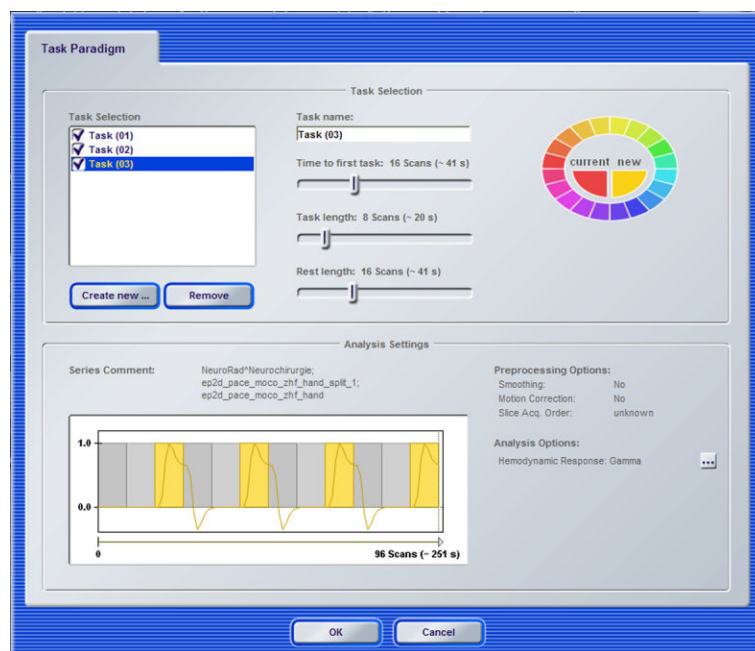 Task Paradigm
Task Selection
Task Selection
Task (01)
Task (02)
Task (03)
Create new ...
Remove
Task name:
Task (03)
Time to first task: 16 Scans (~ 41 s)
Task length: 8 Scans (~ 20 s)
Rest length: 16 Scans (~ 41 s)
current new
Analysis Settings
Series Comment:
NeuroRad^Neurochirurgie;
ep2d_pace_moco_zhf_hand_split_1;
ep2d_pace_moco_zhf_hand
1.0
0.0
0
96 Scans (~ 251 s)
Preprocessing Options:
Smoothing: No
Motion Correction: No
Slice Acq. Order: unknown
Analysis Options:
Hemodynamic Response: Gamma
...
OK
Cancel